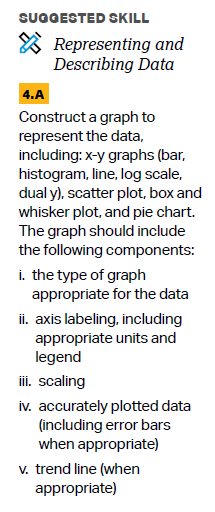 SUGGESTED SKILL
Representing and
Describing Data
4.A
Construct a graph to
represent the data,
including: x-y graphs (bar,
histogram, line, log scale,
dual y), scatter plot, box and
whisker plot, and pie chart.
The graph should include
the following components:
i. the type of graph
appropriate for the data
ii. axis labeling, including
appropriate units and
legend
iii. scaling
iv. accurately plotted data
(including error bars
when appropriate)
v. trend line (when
appropriate)